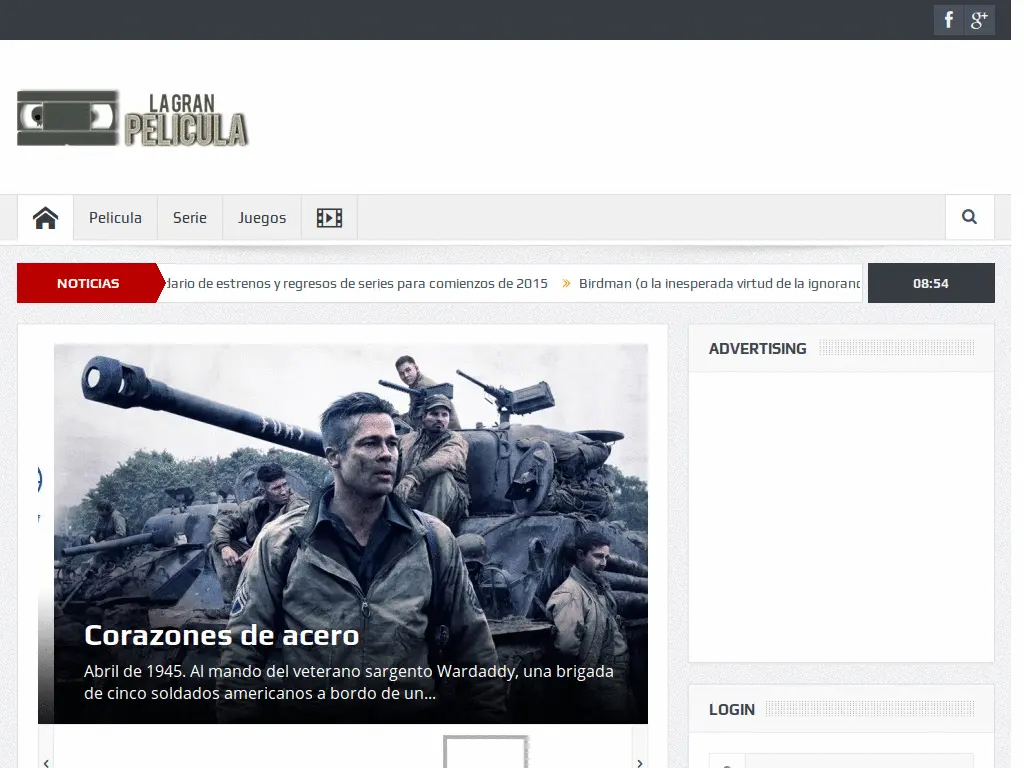 LA GRAN
PELICULA
Pelicula
Serie
Juegos
NOTICIAS
dario de estrenos y regresos de series para comienzos de 2015
Birdman (o la inesperada virtud de la ignoranc
08:54
ADVERTISING
FURY
Corazones de acero
Abril de 1945. Al mando del veterano sargento Wardaddy, una brigada
de cinco soldados americanos a bordo de un...
LOGIN